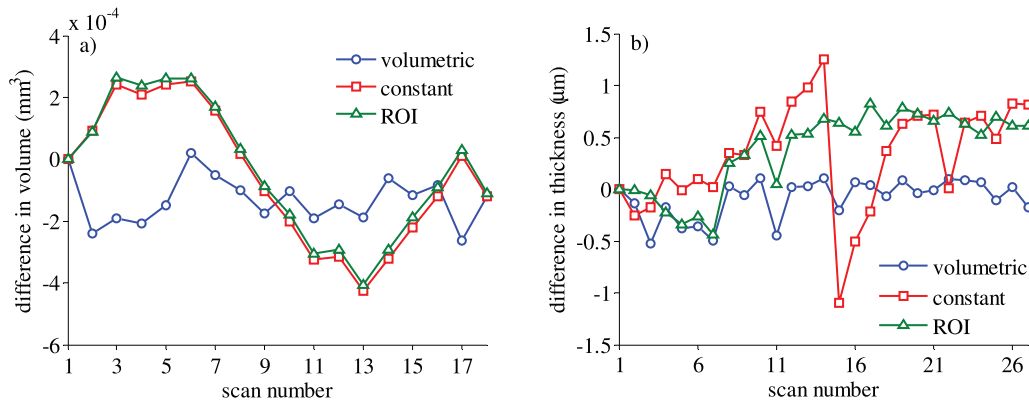 x 10⁻⁴
a)
4
2
0
-2
-4
-6
difference in volume (mm³)
volumetric
constant
ROI
1 3 5 7 9 11 13 15 17
scan number
b)
1.5
1
0.5
0
-0.5
-1
-1.5
difference in thickness (μm)
volumetric
constant
ROI
1 6 11 16 21 26
scan number